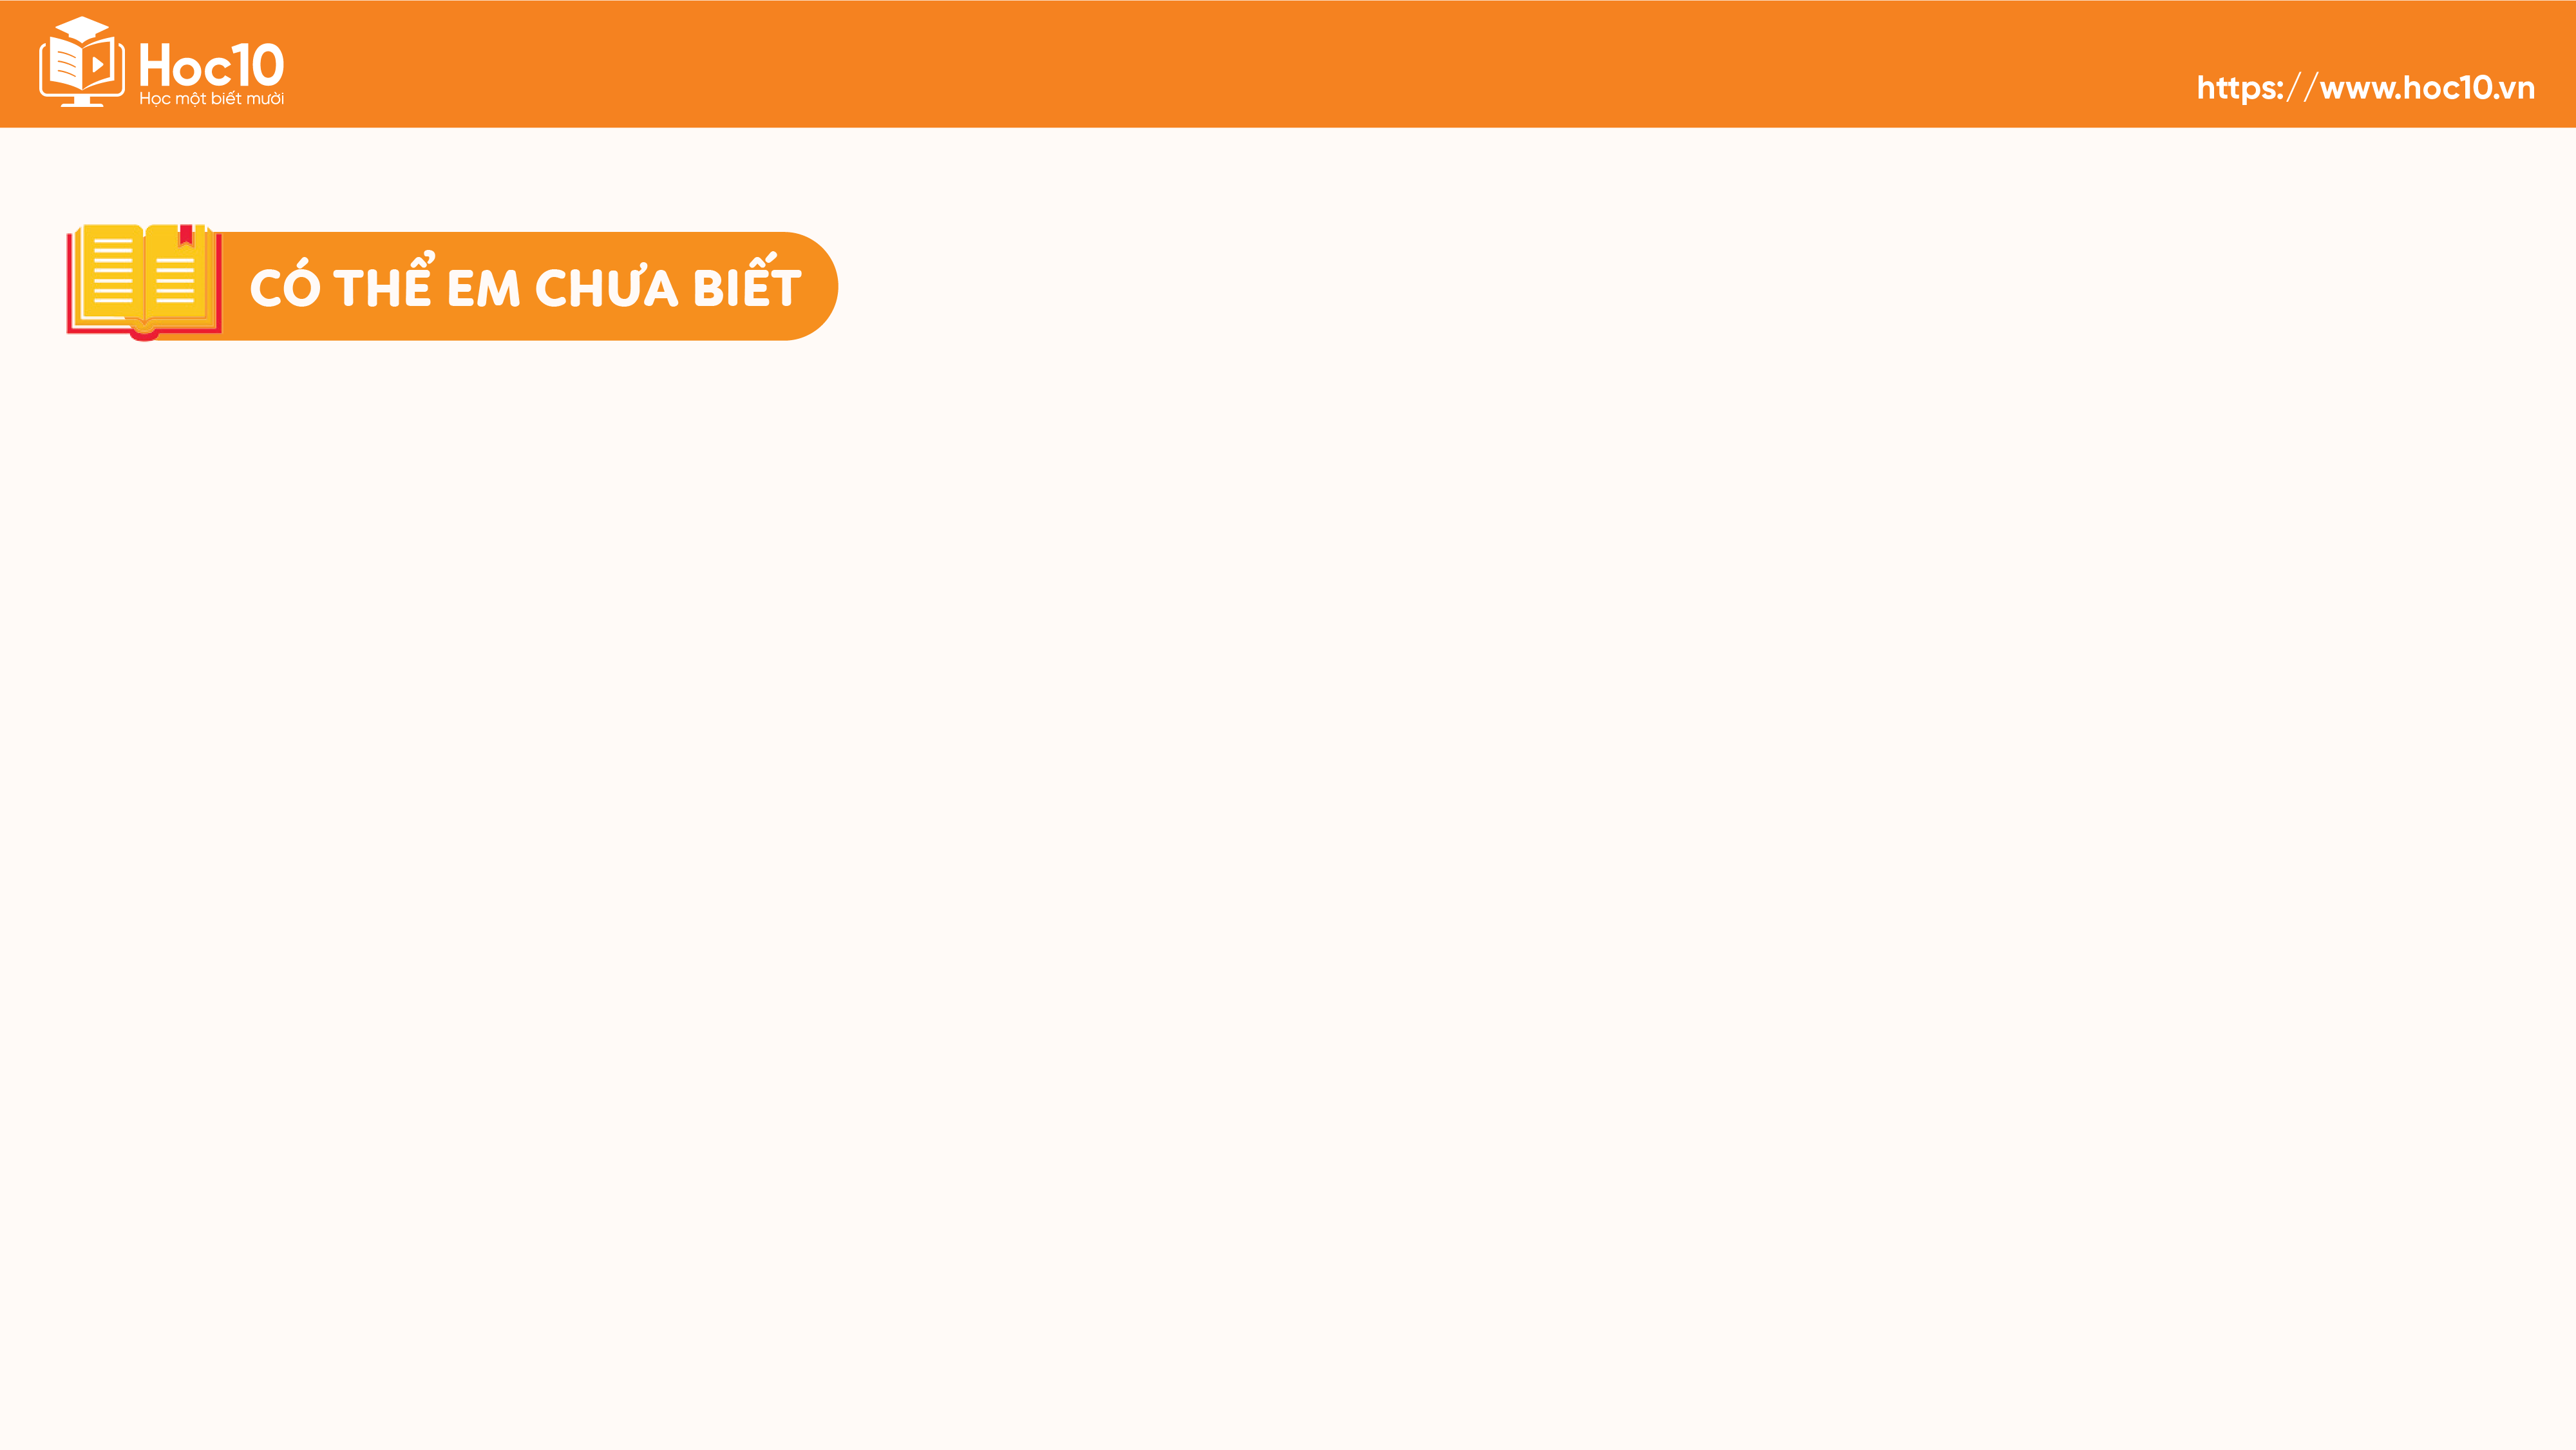 Hoc10
Học một biết mười
https://www.hoc10.vn
CÓ THỂ EM CHƯA BIẾT